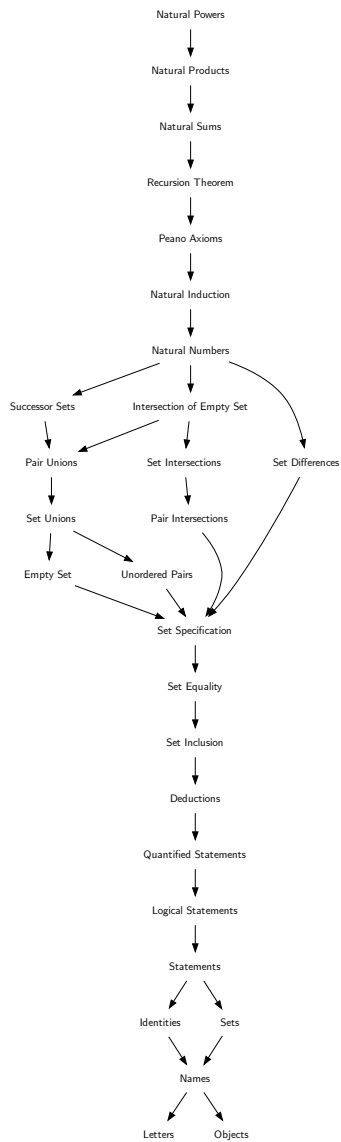 Natural Powers
Natural Products
Natural Sums
Recursion Theorem
Peano Axioms
Natural Induction
Natural Numbers
Successor Sets
Intersection of Empty Set
Pair Unions
Set Intersections
Set Differences
Set Unions
Pair Intersections
Empty Set
Unordered Pairs
Set Specification
Set Equality
Set Inclusion
Deductions
Quantified Statements
Logical Statements
Statements
Identities
Sets
Names
Letters
Objects